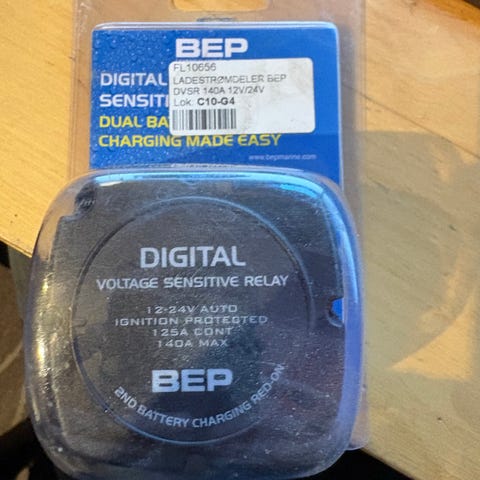 BEP
FL10656
LADESTRØMDELER BEP
DVSR 140A 12V/24V
Lok: C10-G4
DIGITAL
SENSITI
DUAL BA
CHARGING MADE EASY
www.bepmarine.com
DIGITAL
VOLTAGE SENSITIVE RELAY
12-24V AUTO
IGNITION PROTECTED
125A CONT
140A MAX
BEP
2ND BATTERY CHARGING RED-ON